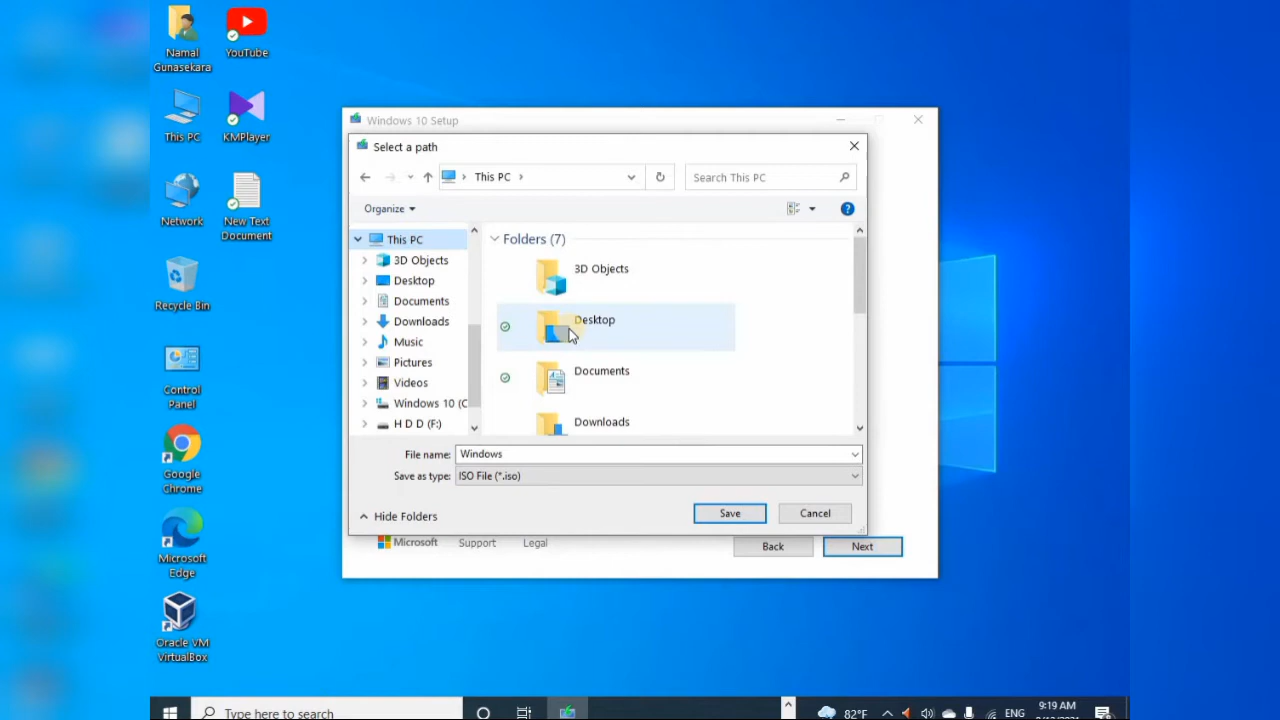 Namal
Gunasekara
YouTube
This PC
KMPlayer
Network
New Text
Document
Recycle Bin
Control
Panel
Google
Chrome
Microsoft
Edge
Oracle VM
VirtualBox
Windows 10 Setup
Select a path
This PC
Search This PC
Organize
This PC
3D Objects
Desktop
Documents
Downloads
Music
Pictures
Videos
Windows 10 (C
H D D (F:)
Folders (7)
3D Objects
Desktop
Documents
Downloads
File name: Windows
Save as type: ISO File (*.iso)
Hide Folders
Save
Cancel
Microsoft
Support
Legal
Back
Next
Type here to search
82°F
ENG
9:19 AM